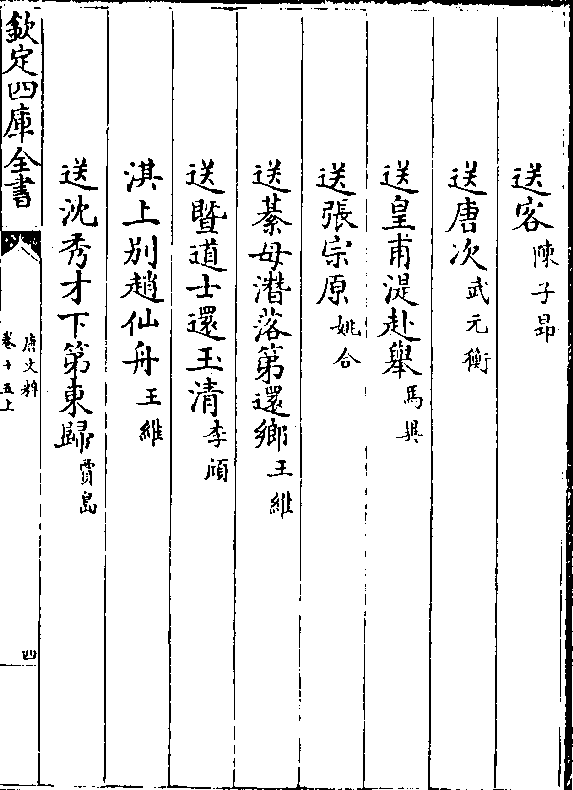 送客陳子昂
送唐次武元衡
送皇甫湜赴舉馬異
送張宗原姚合
送綦母潛落第還鄉王維
送暨道士還玉清李頎
淇上別趙仙舟王維
送沈秀才下第東歸賈島
欽定四庫全書
唐文粹
卷十五上
四